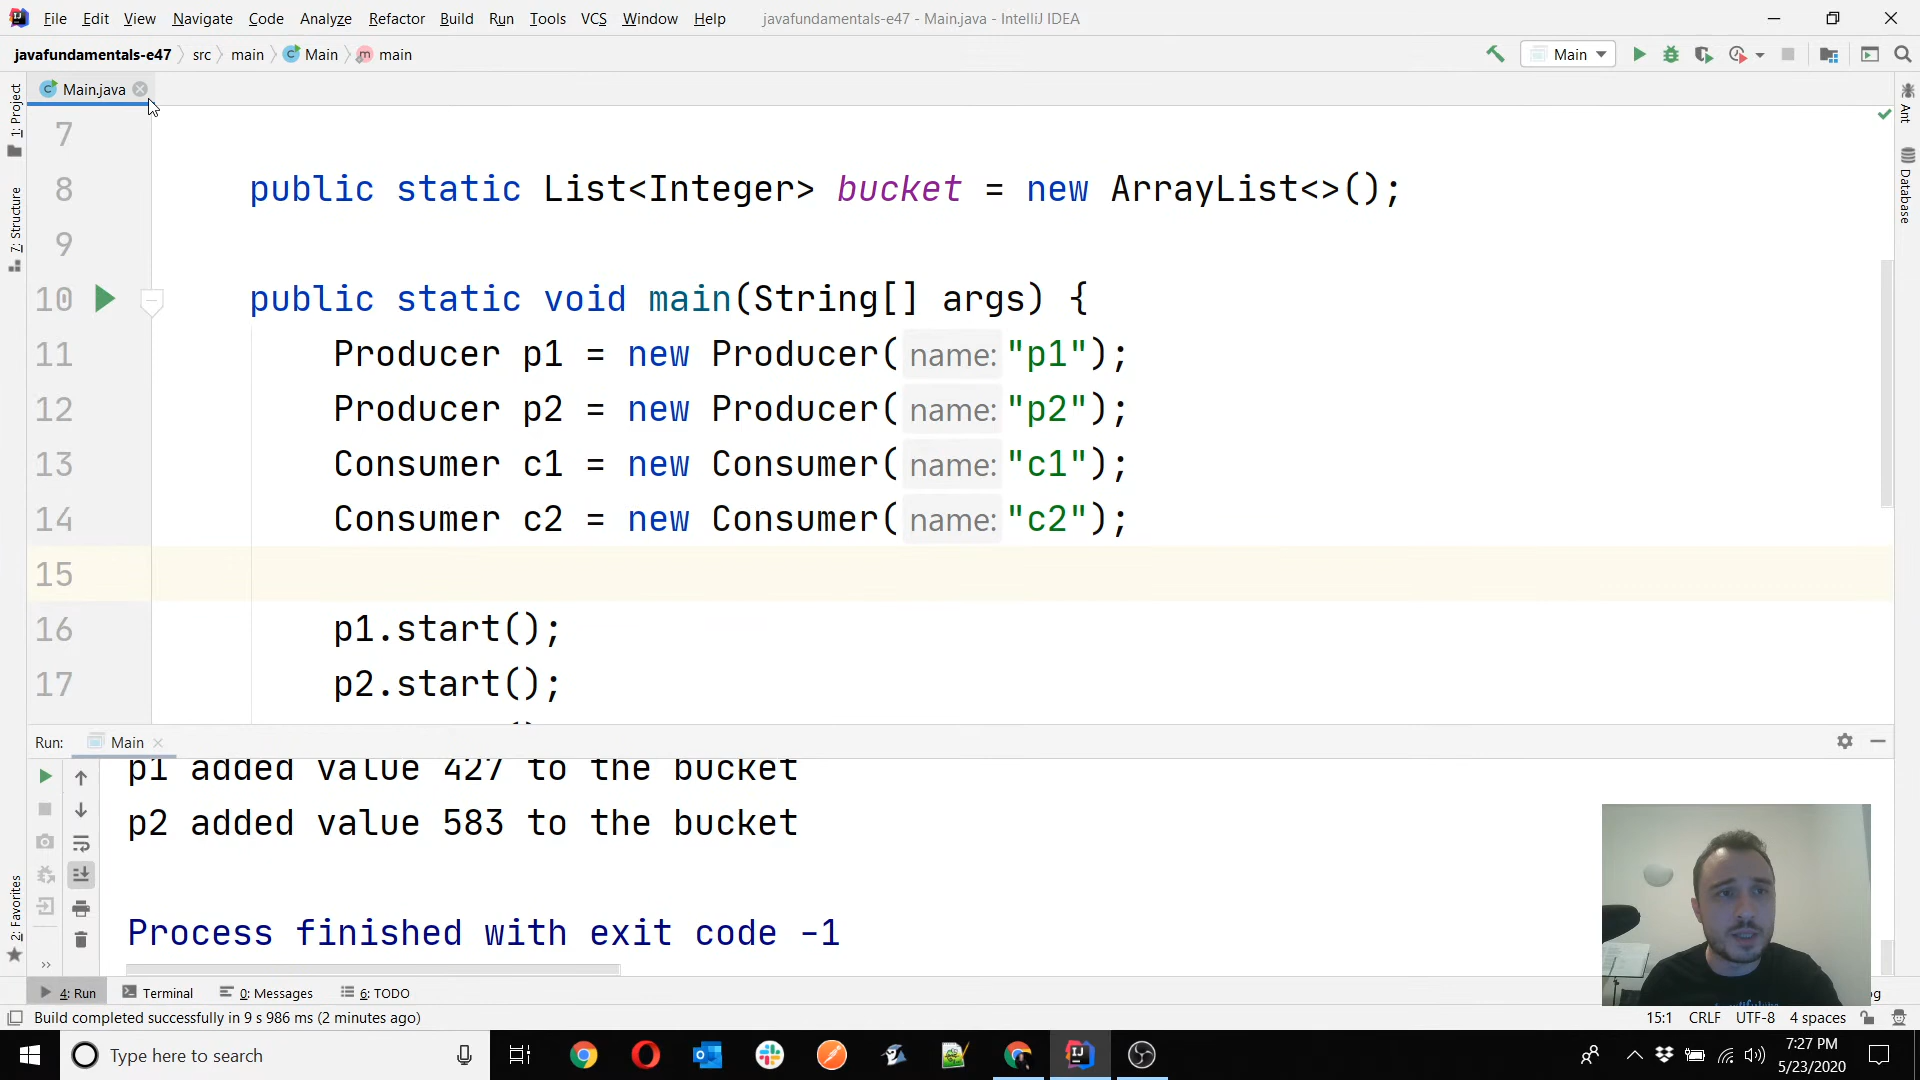 File Edit View Navigate Code Analyze Refactor Build Run Tools VCS Window Help javafundamentals-e47 - Main.java - IntelliJ IDEA
javafundamentals-e47 src main Main main Main
1: Project
7: Structure
2: Favorites
Ant
Database
Main.java
7
8 public static List<Integer> bucket = new ArrayList<>();
9
10 public static void main(String[] args) {
11 Producer p1 = new Producer( name: "p1");
12 Producer p2 = new Producer( name: "p2");
13 Consumer c1 = new Consumer( name: "c1");
14 Consumer c2 = new Consumer( name: "c2");
15
16 p1.start();
17 p2.start();
Run: Main
p1 added value 427 to the bucket
p2 added value 583 to the bucket
Process finished with exit code -1
4: Run Terminal 0: Messages 6: TODO
Build completed successfully in 9 s 986 ms (2 minutes ago) 15:1 CRLF UTF-8 4 spaces
Type here to search
7:27 PM
5/23/2020